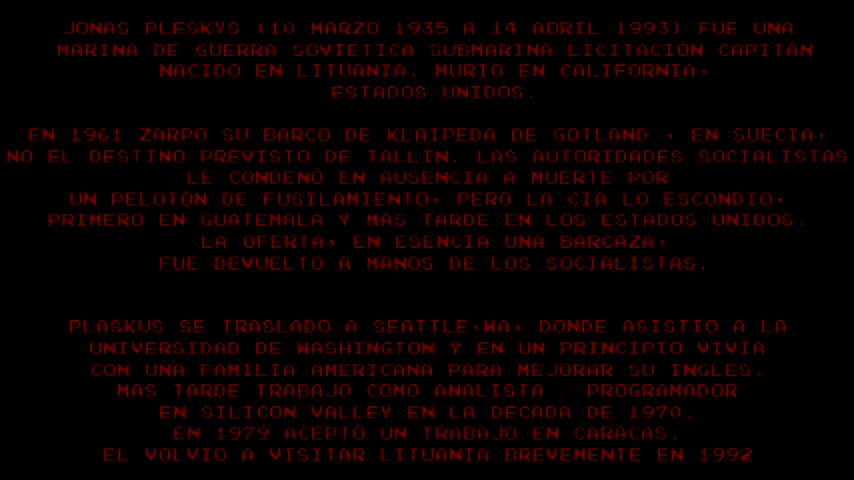 JONAS PLESKYS (10 MARZO 1935 A 14 ABRIL 1993) FUE UNA
MARINA DE GUERRA SOVIETICA SUBMARINA LICITACIÓN CAPITÁN
NACIDO EN LITUANIA. MURIO EN CALIFORNIA,
ESTADOS UNIDOS.
EN 1961 ZARPO SU BARCO DE KLAIPEDA DE GOTLAND , EN SUECIA,
NO EL DESTINO PREVISTO DE TALLIN. LAS AUTORIDADES SOCIALISTAS
LE CONDENÓ EN AUSENCIA A MUERTE POR
UN PELOTÓN DE FUSILAMIENTO, PERO LA CIA LO ESCONDIO,
PRIMERO EN GUATEMALA Y MAS TARDE EN LOS ESTADOS UNIDOS.
LA OFERTA, EN ESENCIA UNA BARCAZA,
FUE DEVUELTO A MANOS DE LOS SOCIALISTAS.
PLASKUS SE TRASLADO A SEATTLE,WA, DONDE ASISTIO A LA
UNIVERSIDAD DE WASHINGTON Y EN UN PRINCIPIO VIVIA
CON UNA FAMILIA AMERICANA PARA MEJORAR SU INGLES.
MAS TARDE TRABAJO COMO ANALISTA / PROGRAMADOR
EN SILICON VALLEY EN LA DECADA DE 1970.
EN 1979 ACEPTÓ UN TRABAJO EN CARACAS.
EL VOLVIO A VISITAR LITUANIA BREVEMENTE EN 1992